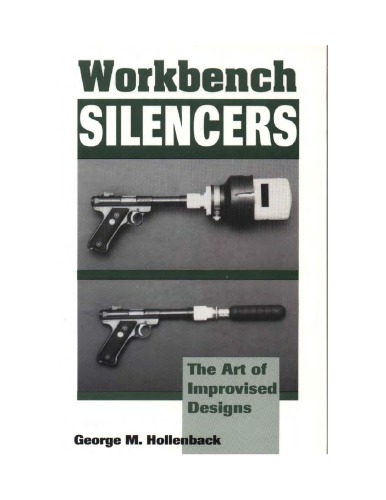 Workbench
SILENCERS
The Art of
Improvised
Designs
George M. Hollenback